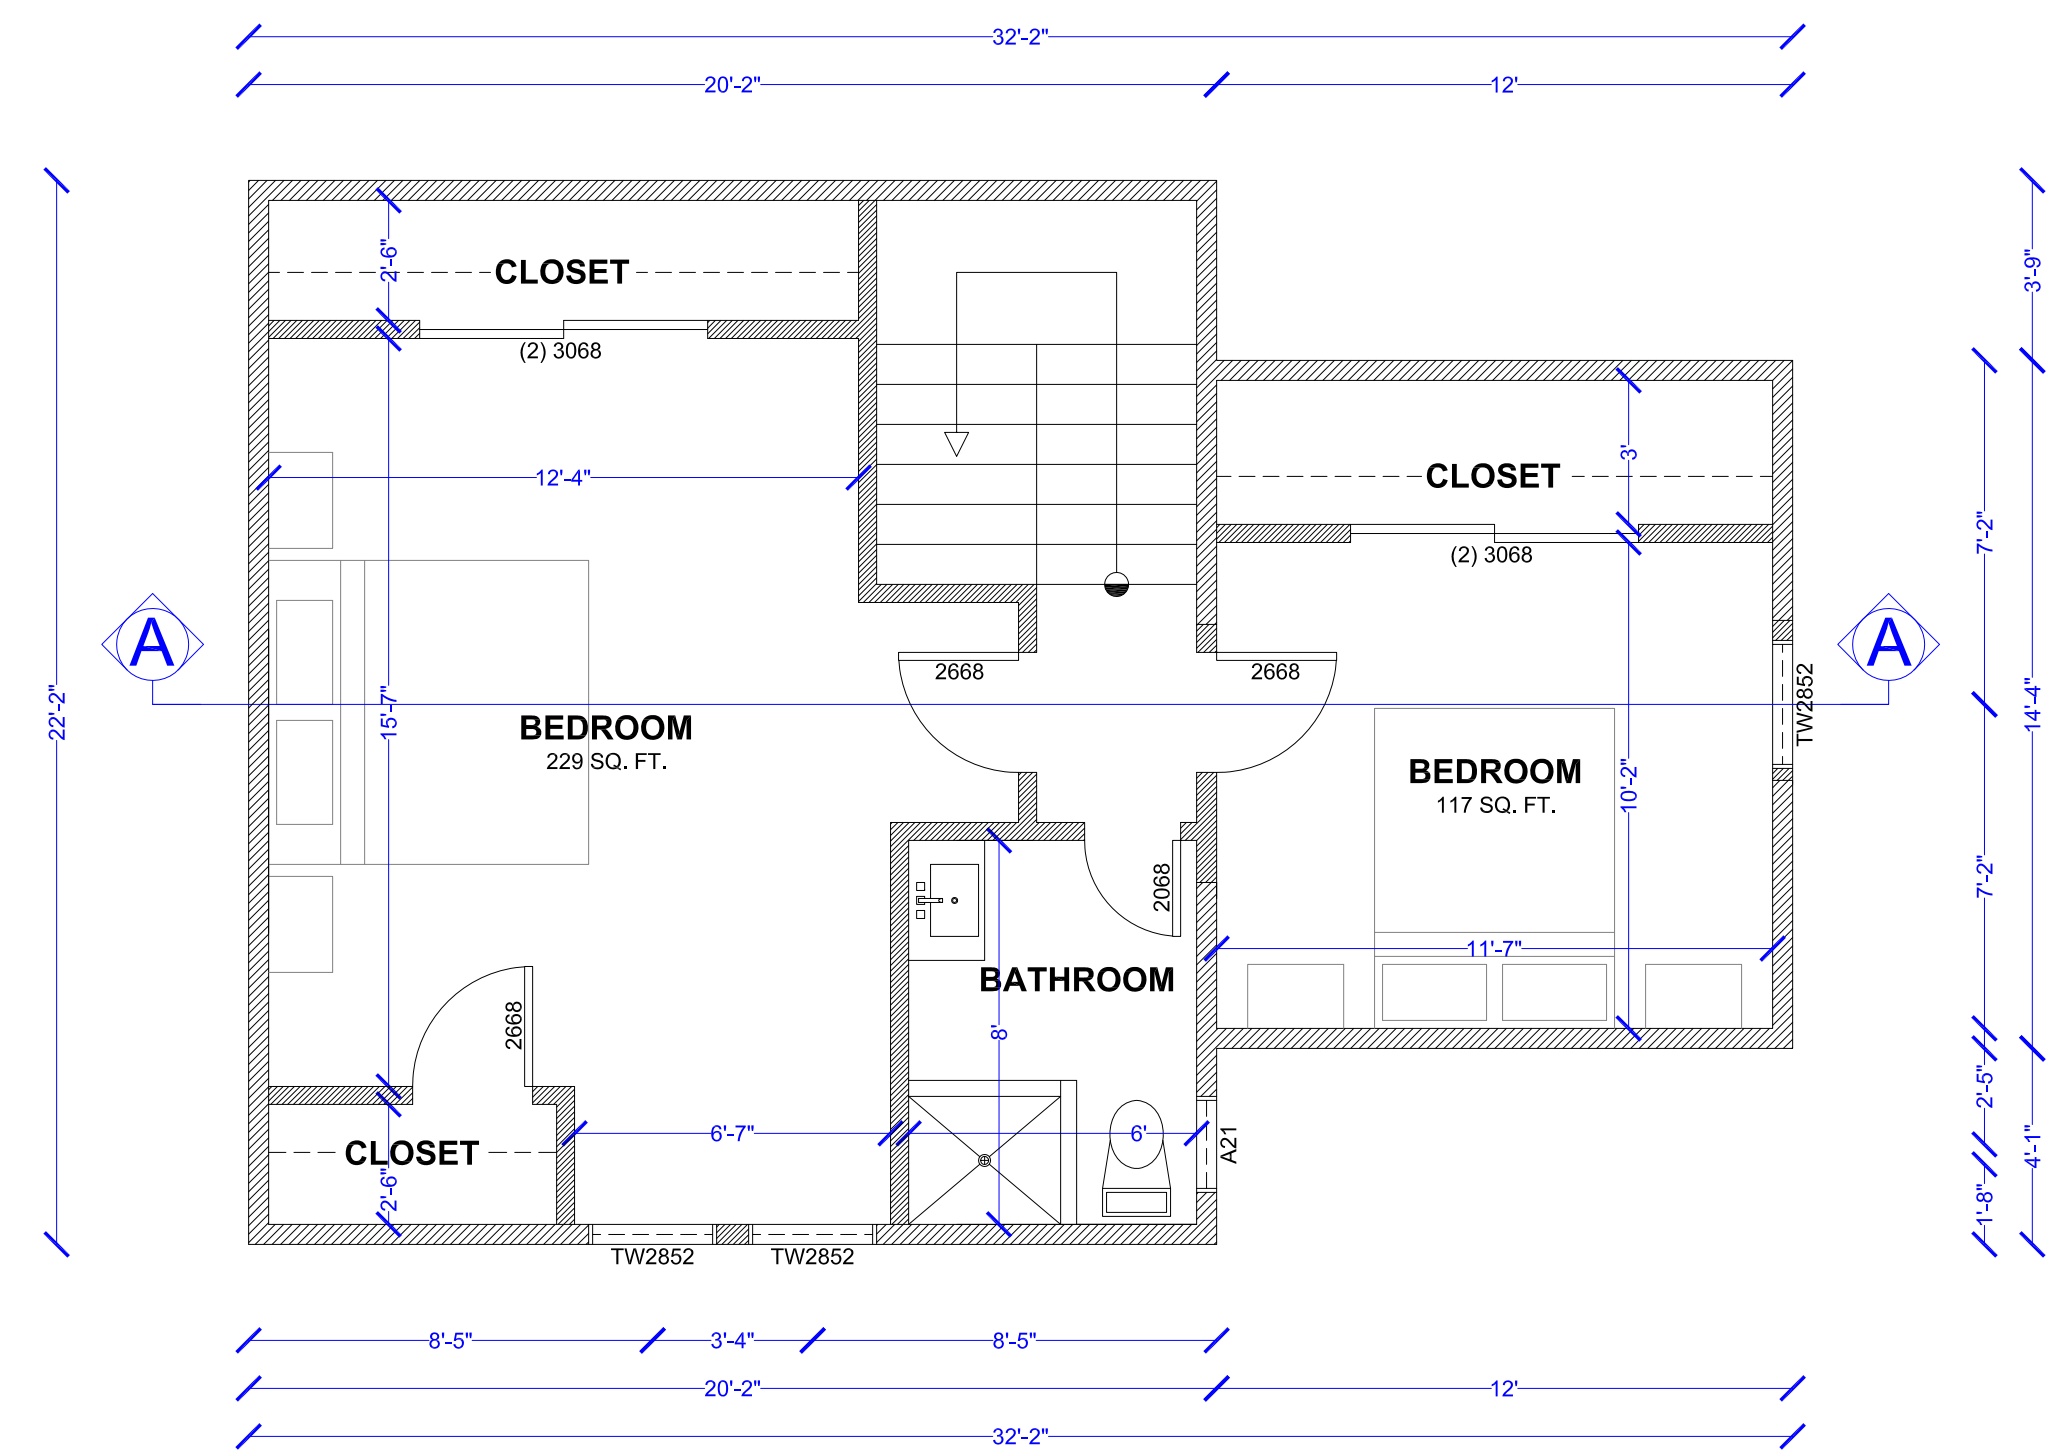 32'-2"
20'-2"
12'
3'-9"
2'-6"
CLOSET
(2) 3068
3'
12'-4"
CLOSET
7'-2"
(2) 3068
A
A
2668
2668
22'-2"
15'-7"
TW2852
14'-4"
BEDROOM
229 SQ. FT.
BEDROOM
117 SQ. FT.
10'-2"
2068
7'-2"
11'-7"
BATHROOM
2668
8'
2'-5"
6'-7"
6'
A21
4'-1"
CLOSET
2'-6"
1'-8"
TW2852
TW2852
8'-5"
3'-4"
8'-5"
20'-2"
12'
32'-2"